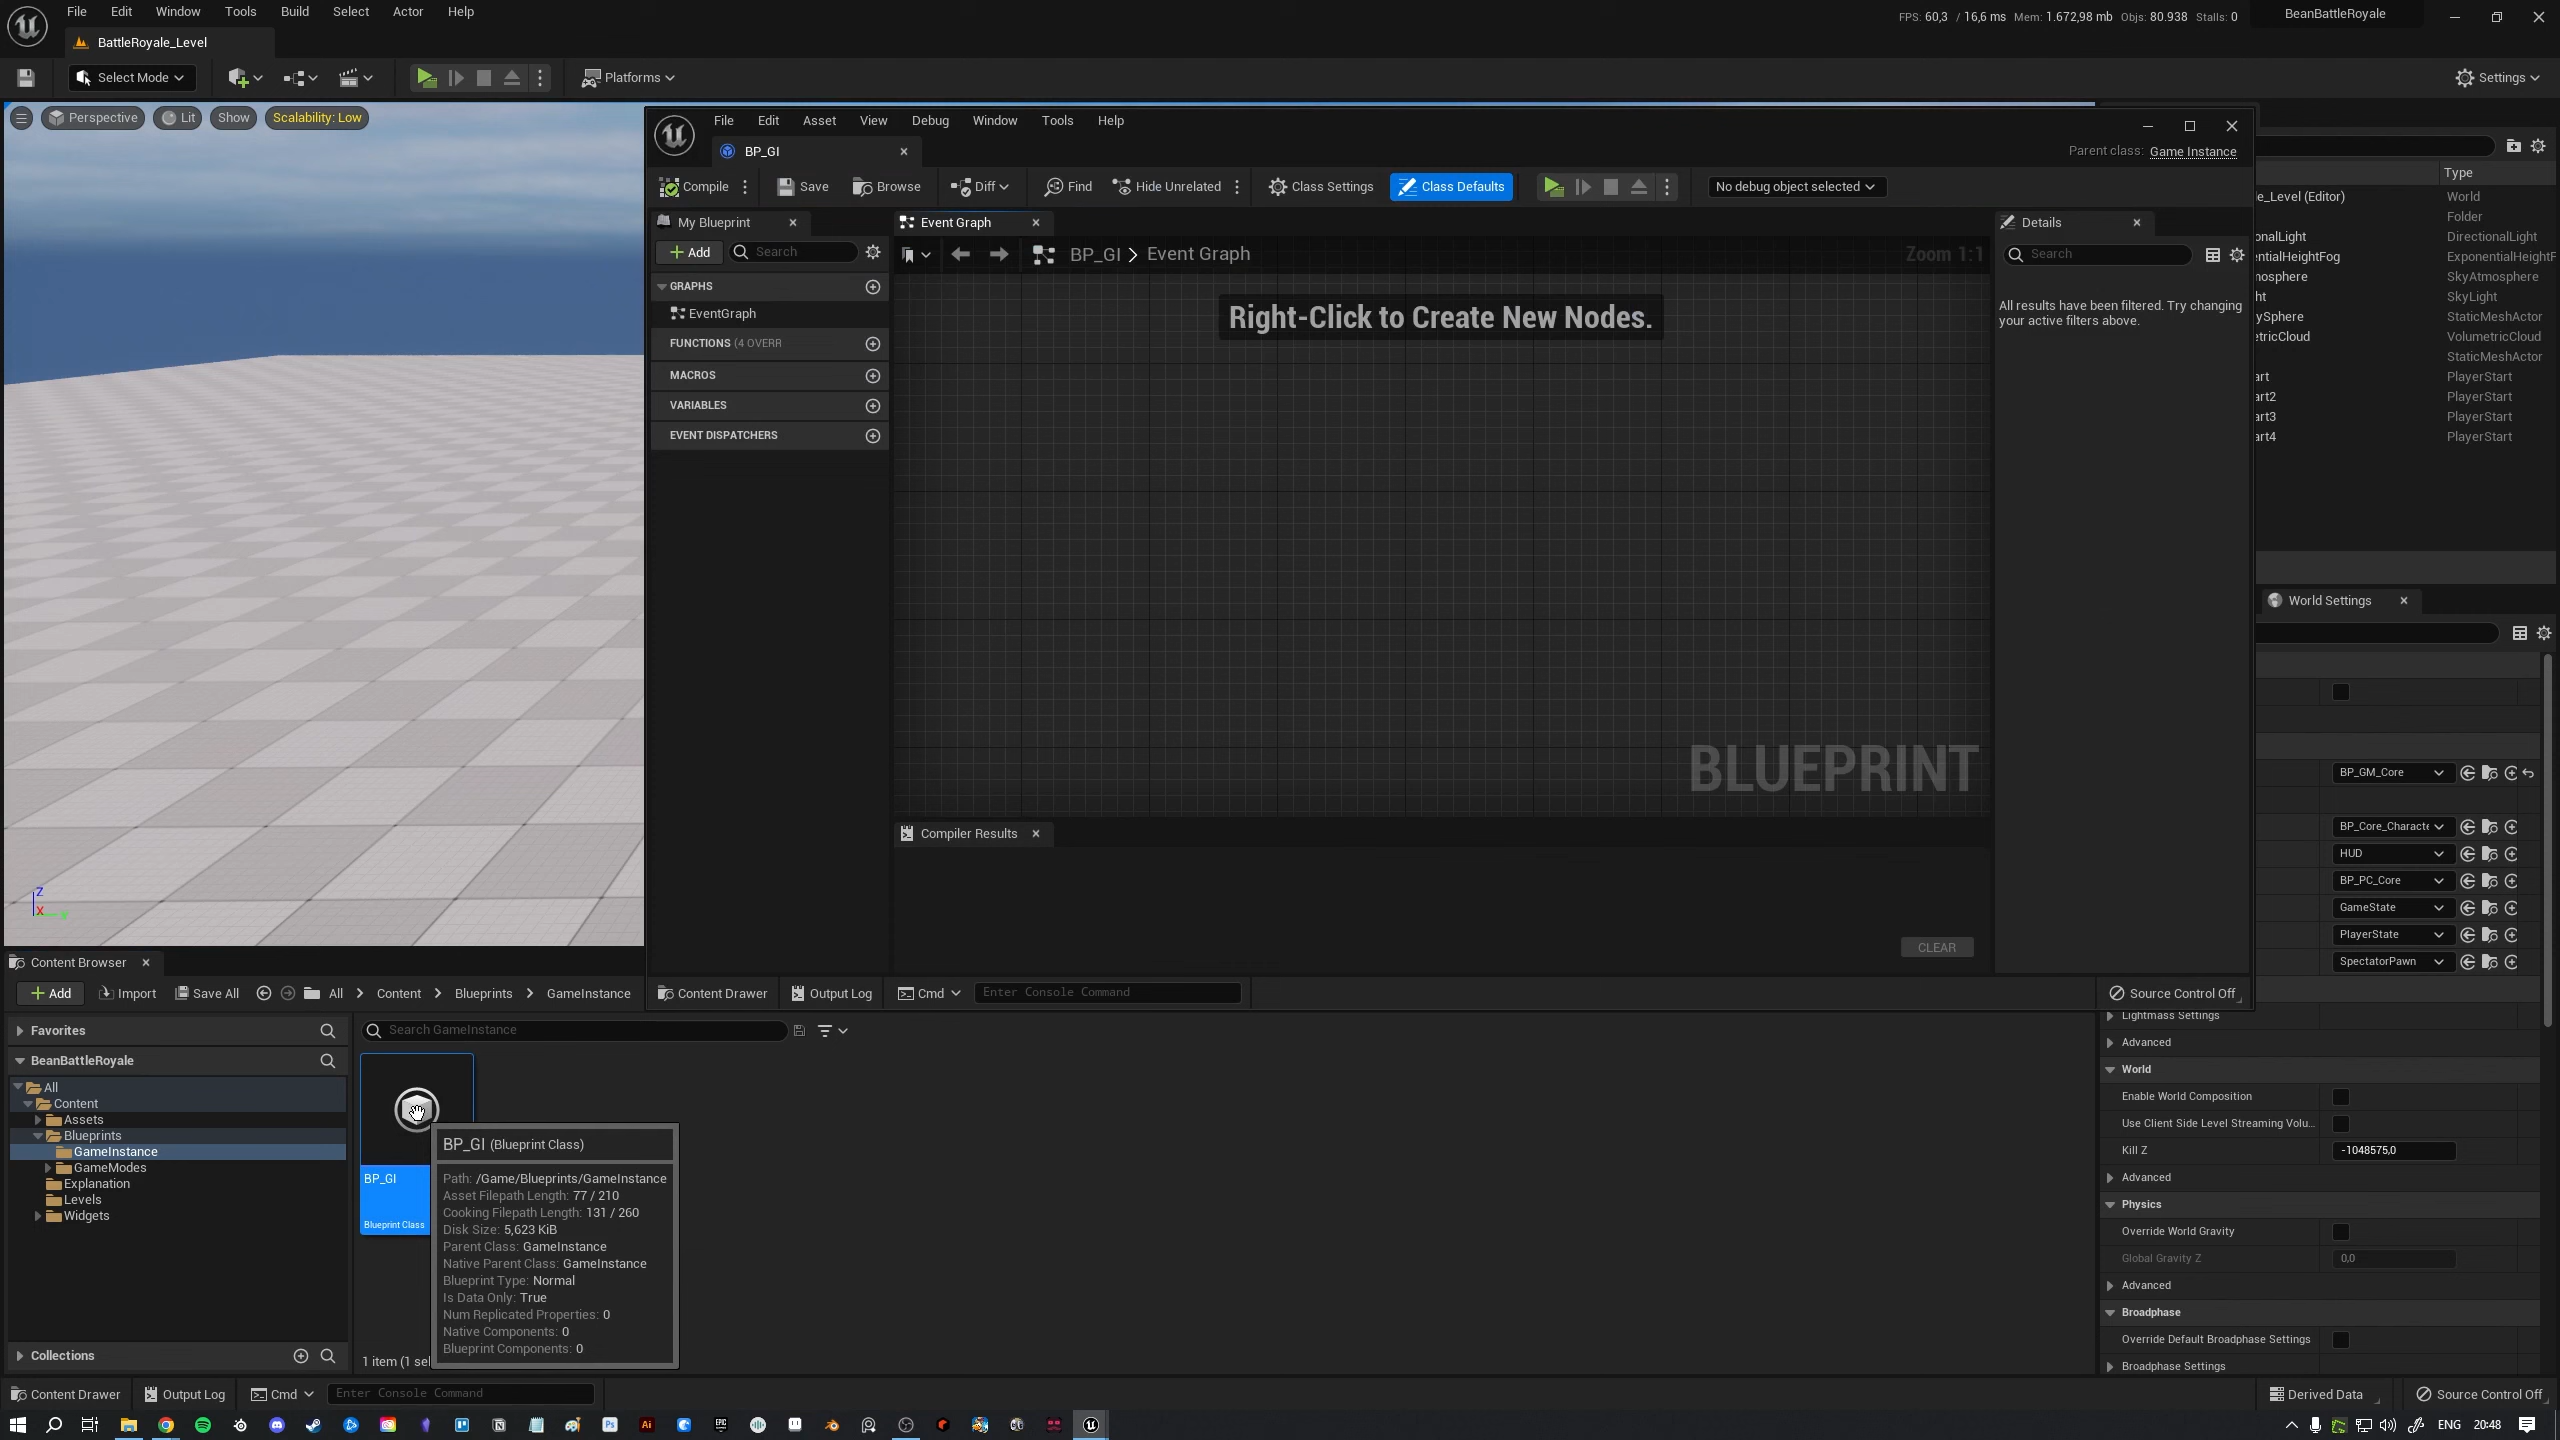 File Edit Window Tools Build Select Actor Help
FPS: 60,3 / 16,6 ms Mem: 1.672,98 mb Objs: 80.938 Stalls: 0 BeanBattleRoyale
BattleRoyale_Level
Select Mode
Platforms
Settings
Perspective Lit Show Scalability: Low
File Edit Asset View Debug Window Tools Help
BP_GI
Parent class: Game Instance
Compile Save Browse Diff Find Hide Unrelated Class Settings Class Defaults No debug object selected
My Blueprint
Add Search
GRAPHS
EventGraph
FUNCTIONS (4 OVERR
MACROS
VARIABLES
EVENT DISPATCHERS
Event Graph
BP_GI > Event Graph
Zoom 1:1
Right-Click to Create New Nodes.
BLUEPRINT
Compiler Results
CLEAR
Details
Search
All results have been filtered. Try changing
your active filters above.
Content Drawer Output Log Cmd Enter Console Command
Source Control Off
Type
le_Level (Editor) World
Folder
onalLight DirectionalLight
entialHeightFog ExponentialHeightF
mosphere SkyAtmosphere
ht SkyLight
ySphere StaticMeshActor
etricCloud VolumetricCloud
StaticMeshActor
art PlayerStart
art2 PlayerStart
art3 PlayerStart
art4 PlayerStart
World Settings
BP_GM_Core
BP_Core_Characte
HUD
BP_PC_Core
GameState
PlayerState
SpectatorPawn
Lightmass Settings
Advanced
World
Enable World Composition
Use Client Side Level Streaming Volu...
Kill Z -1048575,0
Advanced
Physics
Override World Gravity
Global Gravity Z 0,0
Advanced
Broadphase
Override Default Broadphase Settings
Broadphase Settings
Content Browser
Add Import Save All All > Content > Blueprints > GameInstance
Favorites
BeanBattleRoyale
All
Content
Assets
Blueprints
GameInstance
GameModes
Explanation
Levels
Widgets
Collections
Search GameInstance
BP_GI
Blueprint Class
1 item (1 sel
BP_GI (Blueprint Class)
Path: /Game/Blueprints/GameInstance
Asset Filepath Length: 77 / 210
Cooking Filepath Length: 131 / 260
Disk Size: 5,623 KiB
Parent Class: GameInstance
Native Parent Class: GameInstance
Blueprint Type: Normal
Is Data Only: True
Num Replicated Properties: 0
Native Components: 0
Blueprint Components: 0
Content Drawer Output Log Cmd Enter Console Command
Derived Data Source Control Off
ENG 20:48